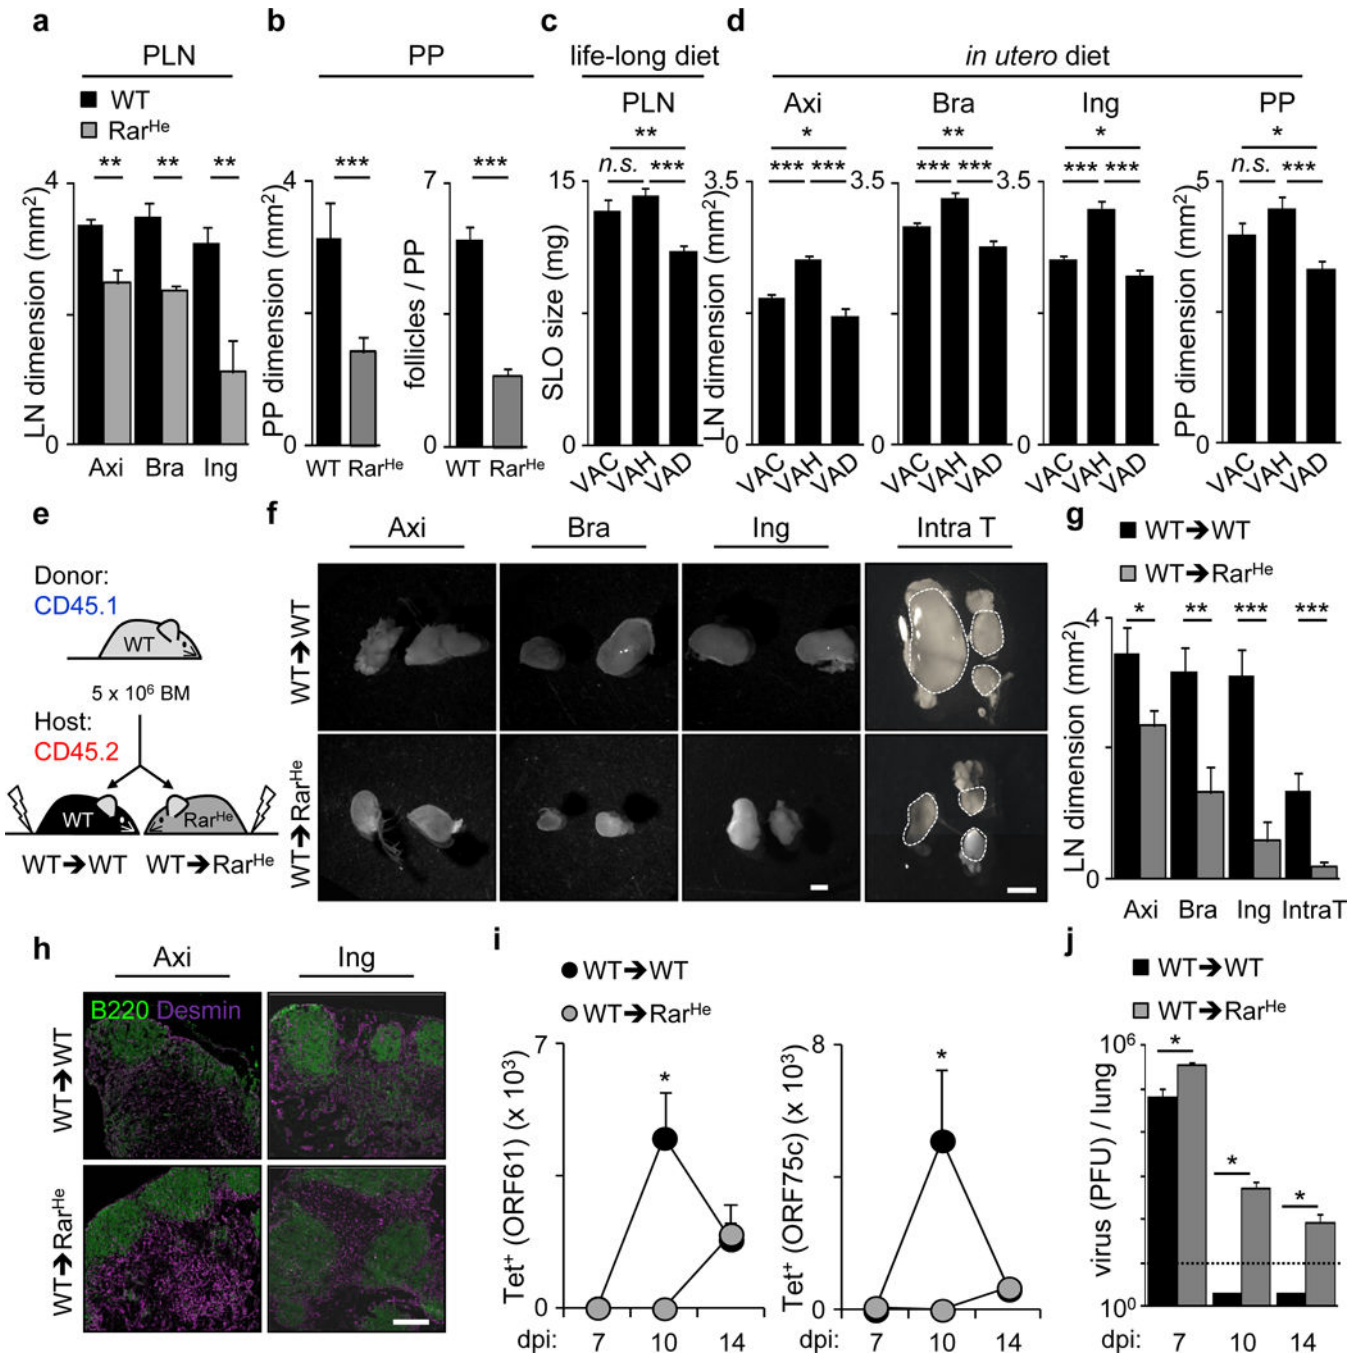 a
PLN
WT
Rar^He
** ** **
LN dimension (mm²)
4
0
Axi Bra Ing
b
PP
***
PP dimension (mm²)
4
0
WT Rar^He
***
follicles / PP
7
0
WT Rar^He
c
life-long diet
PLN
**
n.s. ***
SLO size (mg)
15
0
VAC VAH VAD
d
in utero diet
Axi
*
*** ***
LN dimension (mm²)
3.5
0
VAC VAH VAD
Bra
**
*** ***
3.5
0
VAC VAH VAD
Ing
*
*** ***
3.5
0
VAC VAH VAD
PP
*
n.s. ***
PP dimension (mm²)
5
0
VAC VAH VAD
e
Donor:
CD45.1
WT
5 x 10⁶ BM
Host:
CD45.2
WT Rar^He
WT➔WT WT➔Rar^He
f
Axi Bra Ing Intra T
WT➔WT
WT➔Rar^He
g
WT➔WT
WT➔Rar^He
* ** *** ***
LN dimension (mm²)
4
0
Axi Bra Ing IntraT
h
Axi Ing
B220 Desmin
WT➔WT
WT➔Rar^He
i
WT➔WT
WT➔Rar^He
Tet⁺ (ORF61) (x 10³)
7
0
*
dpi: 7 10 14
Tet⁺ (ORF75c) (x 10³)
8
0
*
dpi: 7 10 14
j
WT➔WT
WT➔Rar^He
virus (PFU) / lung
10⁶
10⁰
* * *
dpi: 7 10 14